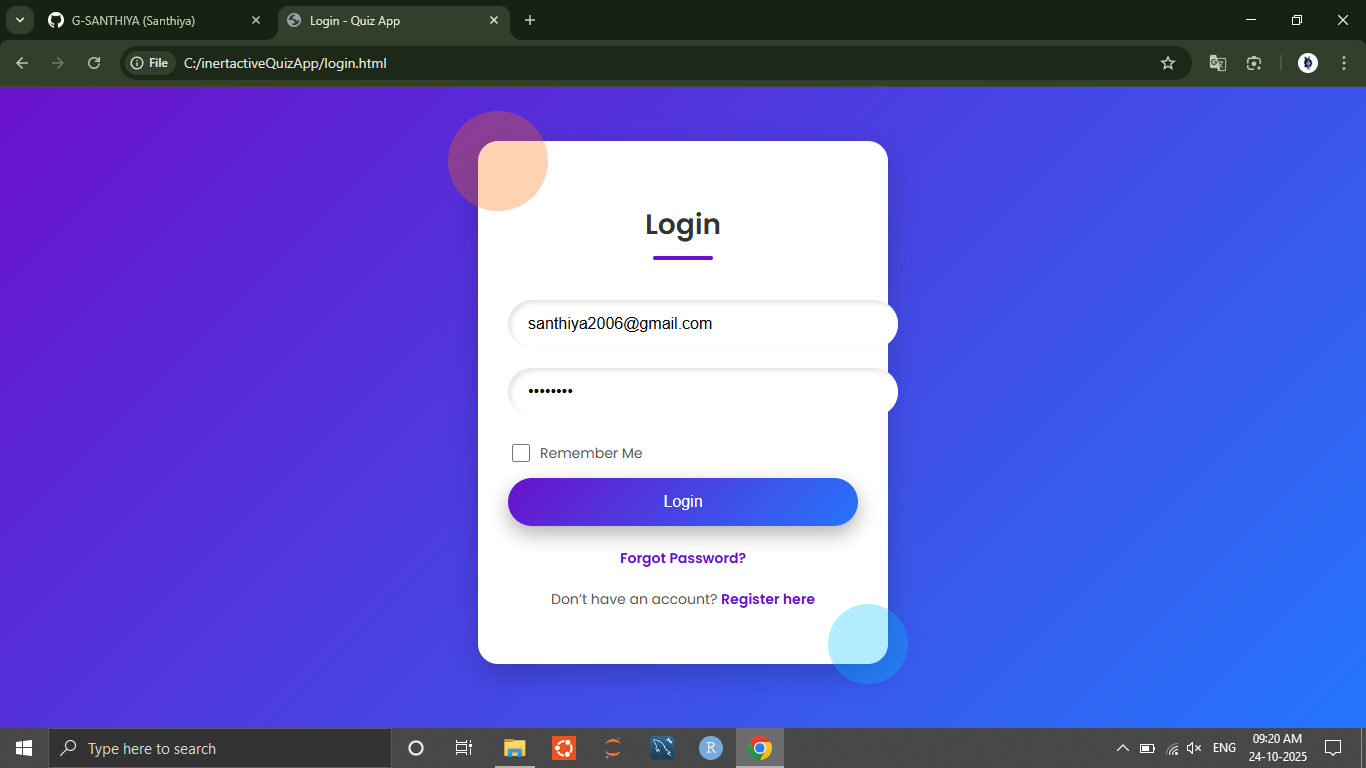 G-SANTHIYA (Santhiya)
Login - Quiz App
File
C:/inertactiveQuizApp/login.html
Login
santhiya2006@gmail.com
••••••••
Remember Me
Login
Forgot Password?
Don’t have an account? Register here
Type here to search
R
ENG
09:20 AM
24-10-2025